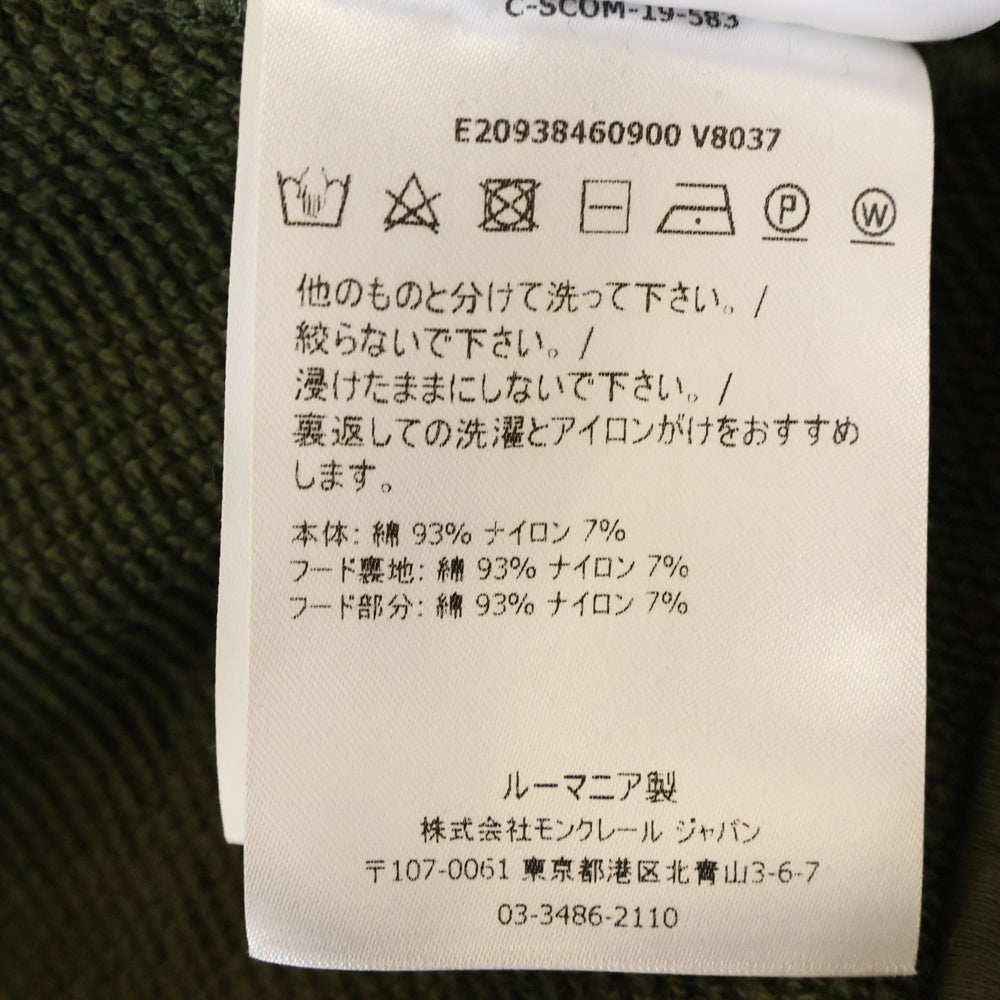 C-SCOM-19-583
E20938460900 V8037
P W
他のものと分けて洗って下さい。/
絞らないで下さい。/
浸けたままにしないで下さい。/
裏返しての洗濯とアイロンがけをおすすめ
します。
本体: 綿 93% ナイロン 7%
フード裏地: 綿 93% ナイロン 7%
フード部分: 綿 93% ナイロン 7%
ルーマニア製
株式会社モンクレール ジャパン
〒107-0061 東京都港区北青山3-6-7
03-3486-2110